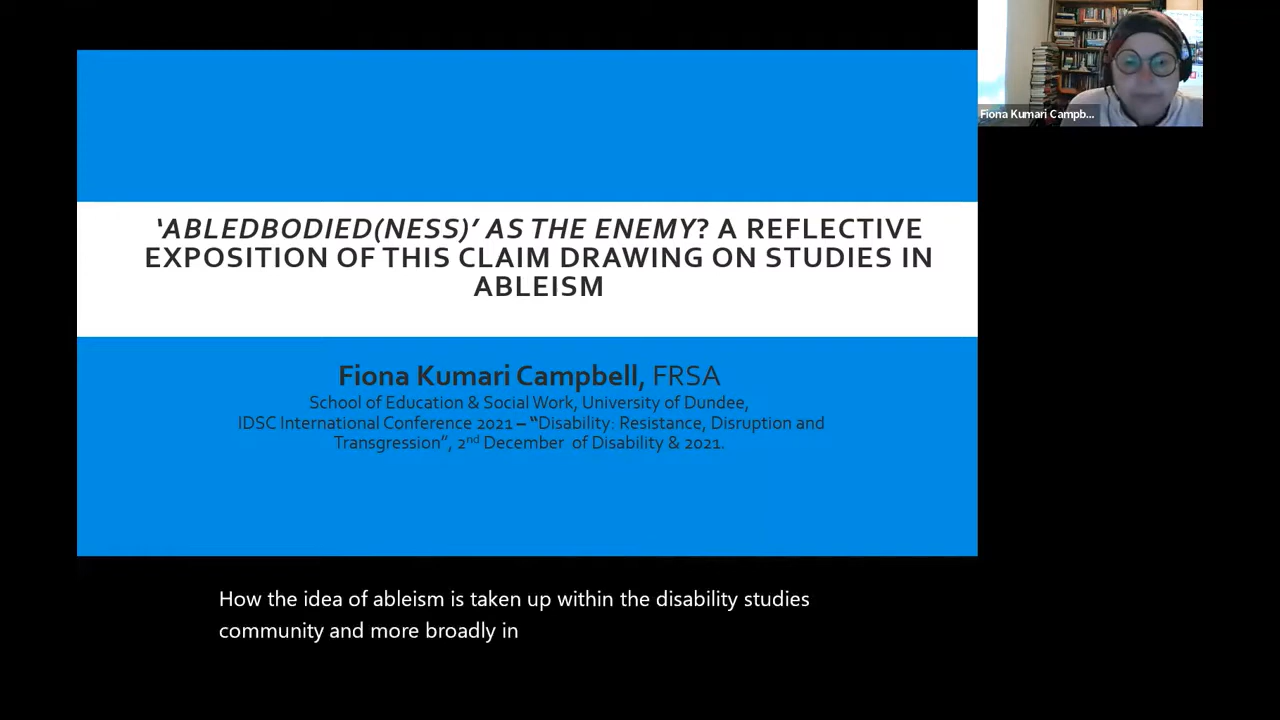 Fiona Kumari Campb...
‘ABLEDBODIED(NESS)’ AS THE ENEMY? A REFLECTIVE
EXPOSITION OF THIS CLAIM DRAWING ON STUDIES IN
ABLEISM
Fiona Kumari Campbell, FRSA
School of Education & Social Work, University of Dundee,
IDSC International Conference 2021 – “Disability: Resistance, Disruption and
Transgression”, 2nd December  of Disability & 2021.
How the idea of ableism is taken up within the disability studies
community and more broadly in